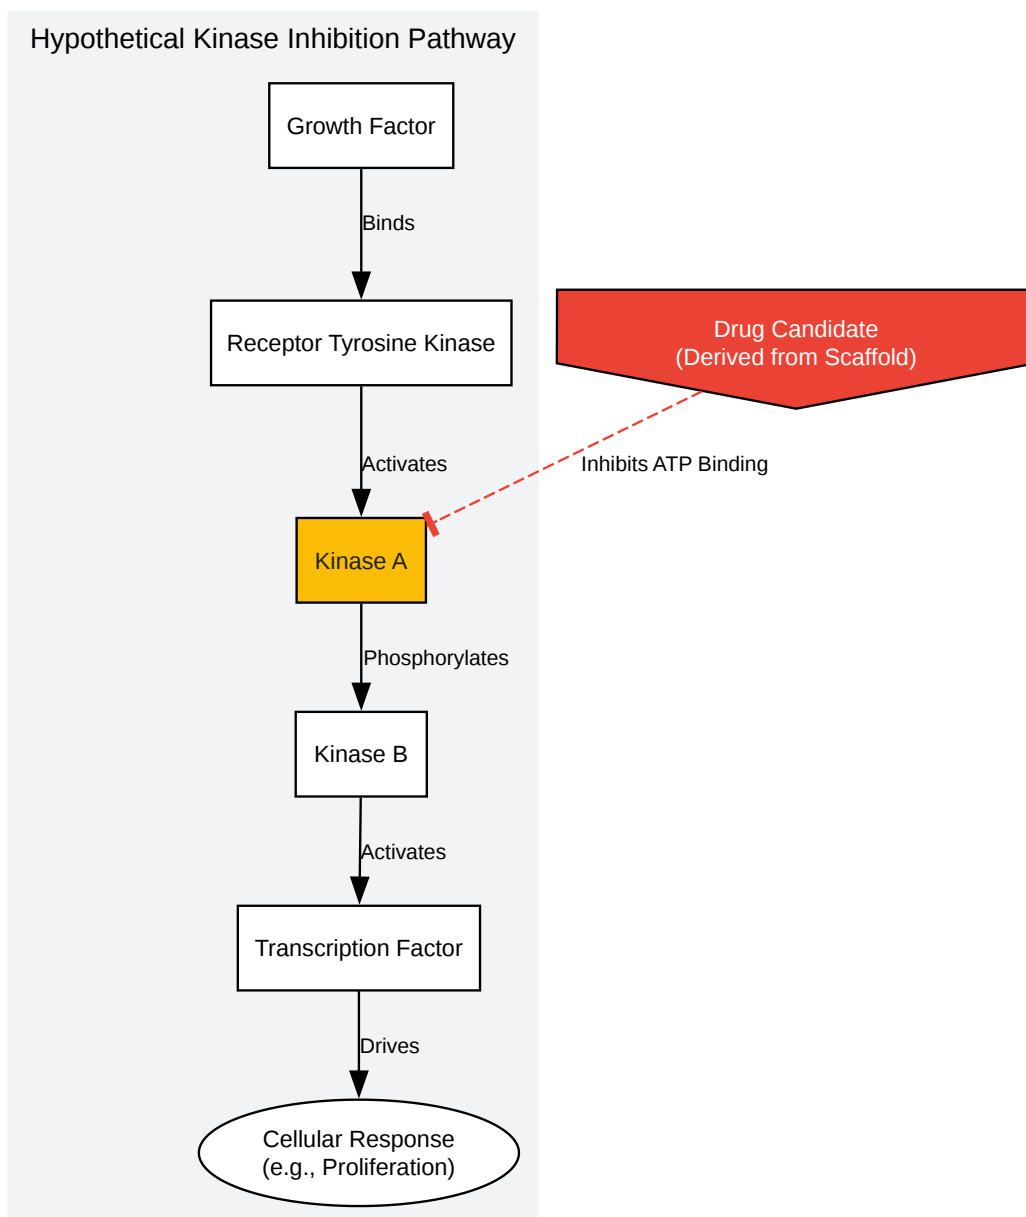 Hypothetical Kinase Inhibition Pathway
Growth Factor
Binds
Receptor Tyrosine Kinase
Drug Candidate
(Derived from Scaffold)
Activates
Inhibits ATP Binding
Kinase A
Phosphorylates
Kinase B
Activates
Transcription Factor
Drives
Cellular Response
(e.g., Proliferation)